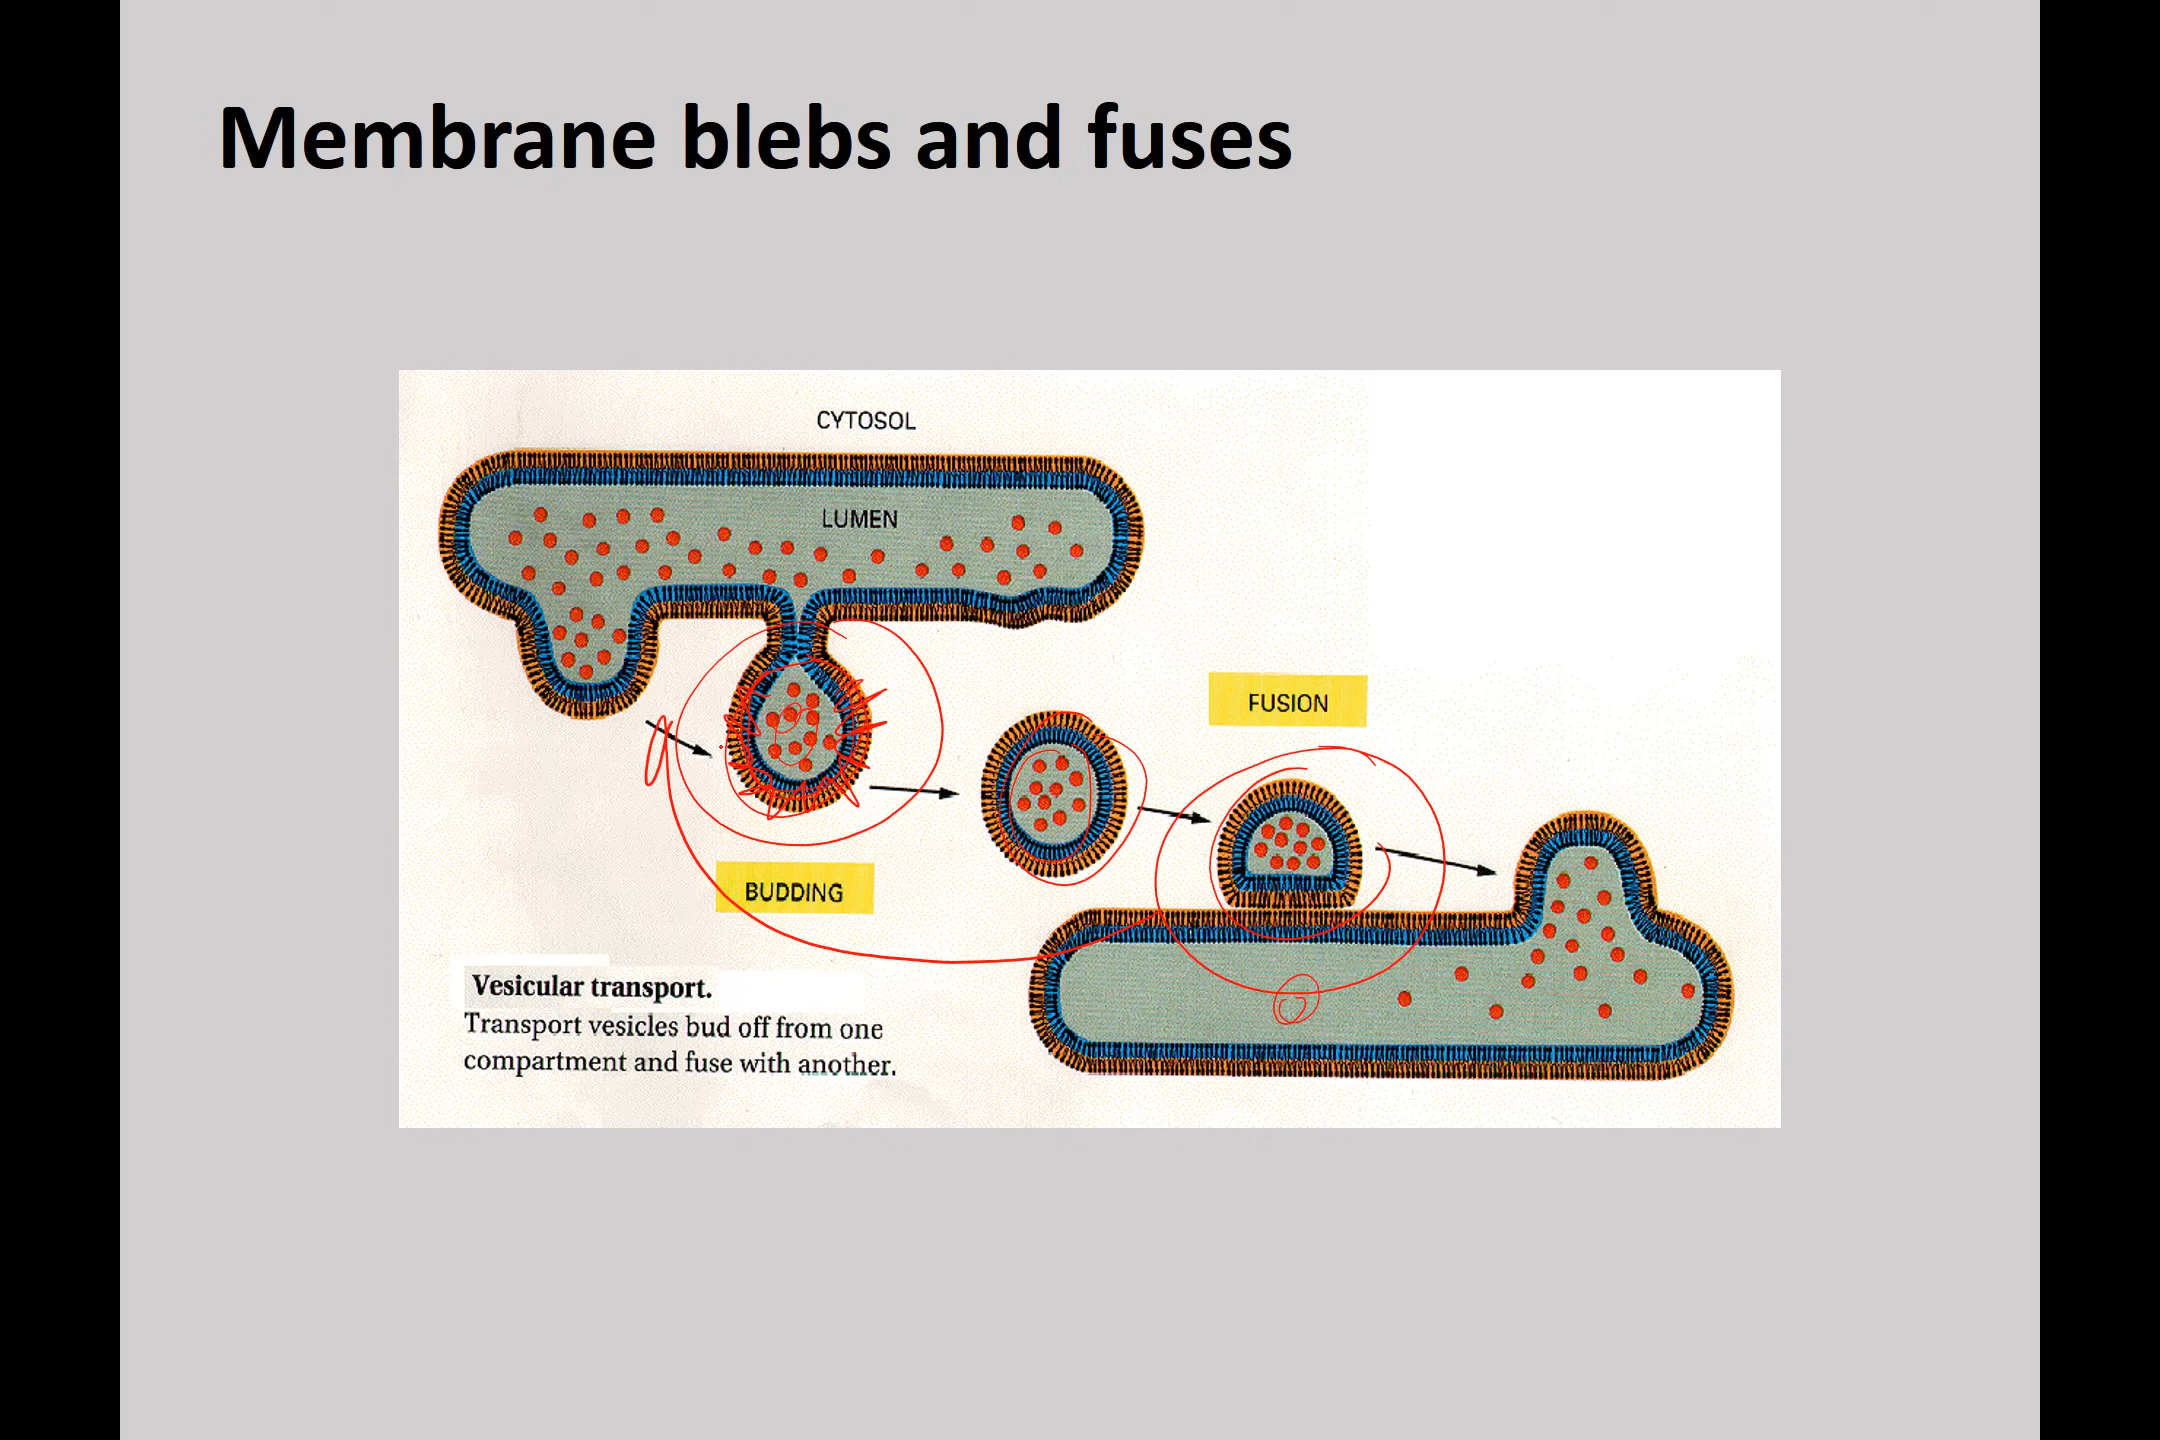 Membrane blebs and fuses
CYTOSOL
LUMEN
FUSION
BUDDING
Vesicular transport.
Transport vesicles bud off from one
compartment and fuse with another.